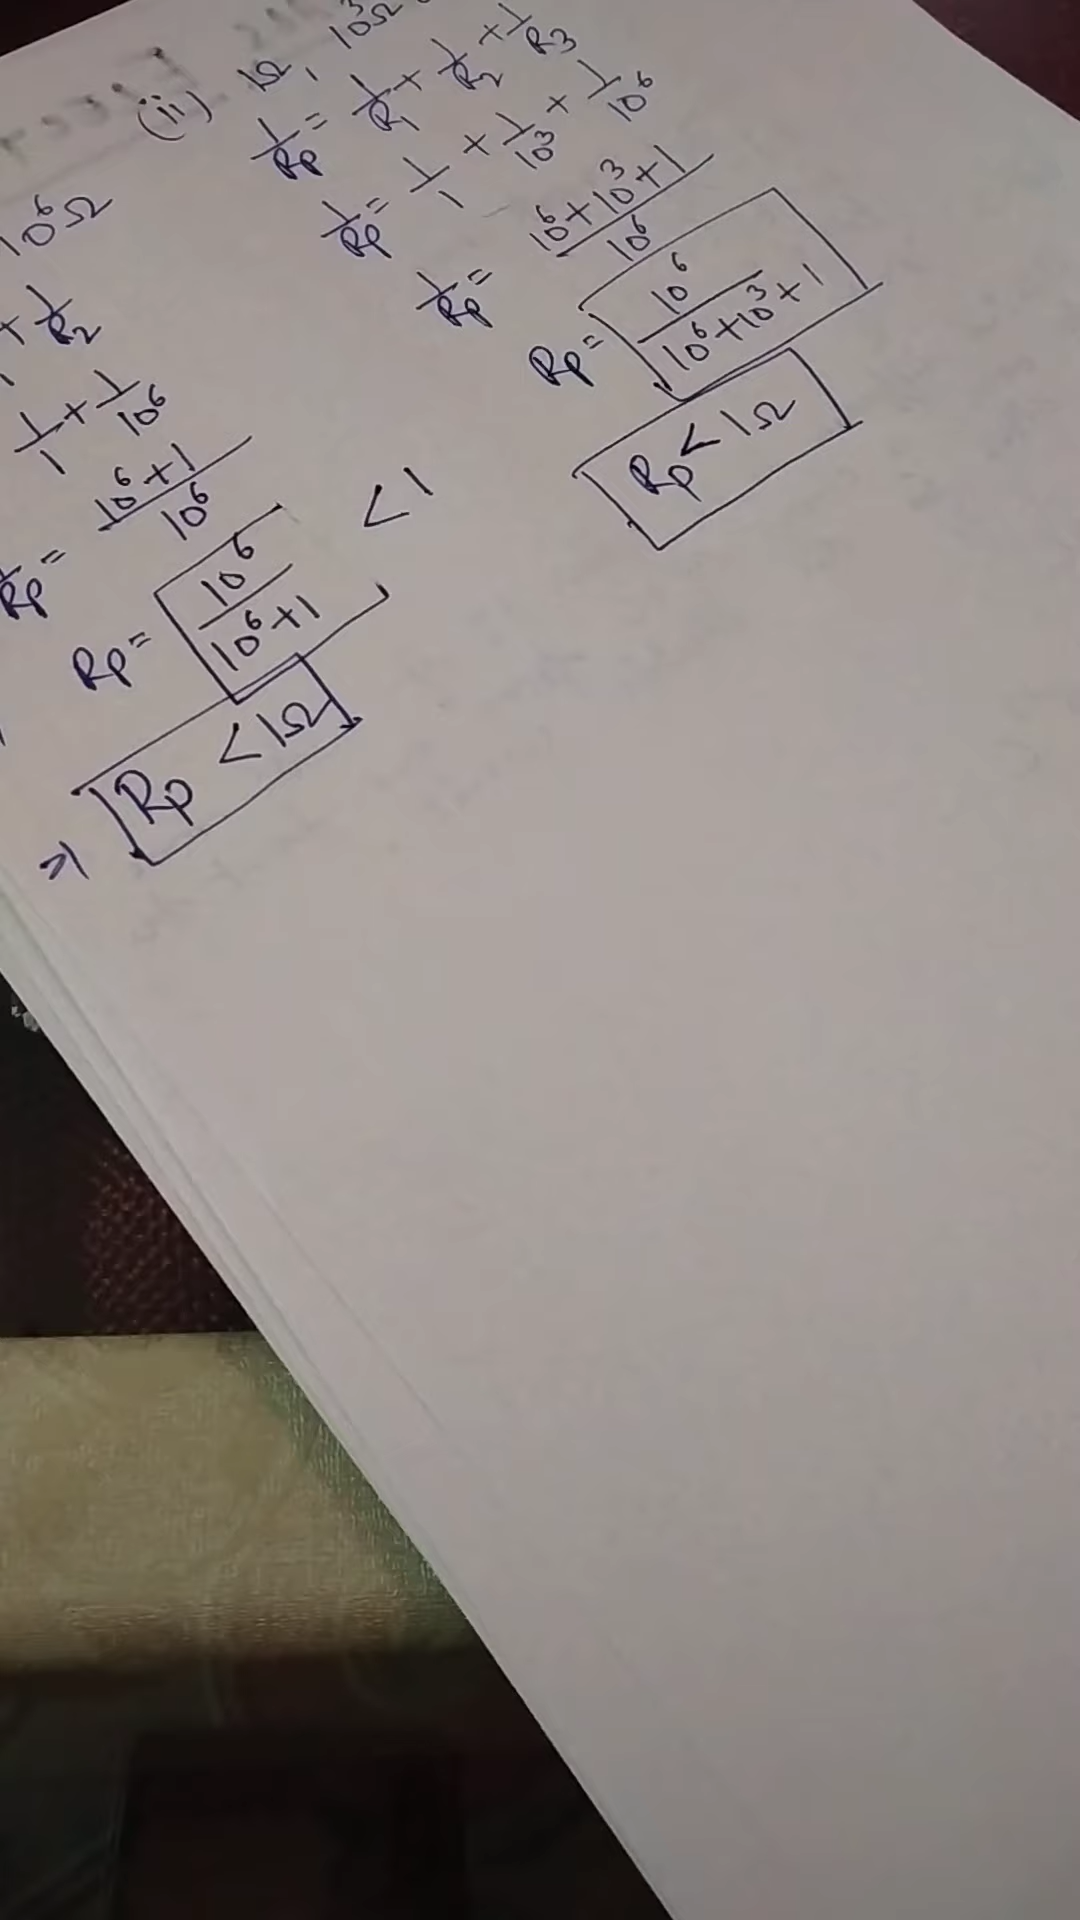 10⁶Ω
+ 1/R2
1/1 + 1/10⁶
1/Rp = (10⁶+1)/10⁶
Rp = 10⁶/(10⁶+1) < 1
⇒ Rp < 1Ω
(ii) 1Ω, 10³Ω
1/Rp = 1/R1 + 1/R2 + 1/R3
1/Rp = 1/1 + 1/10³ + 1/10⁶
1/Rp = (10⁶+10³+1)/10⁶
Rp = 10⁶/(10⁶+10³+1)
Rp < 1Ω